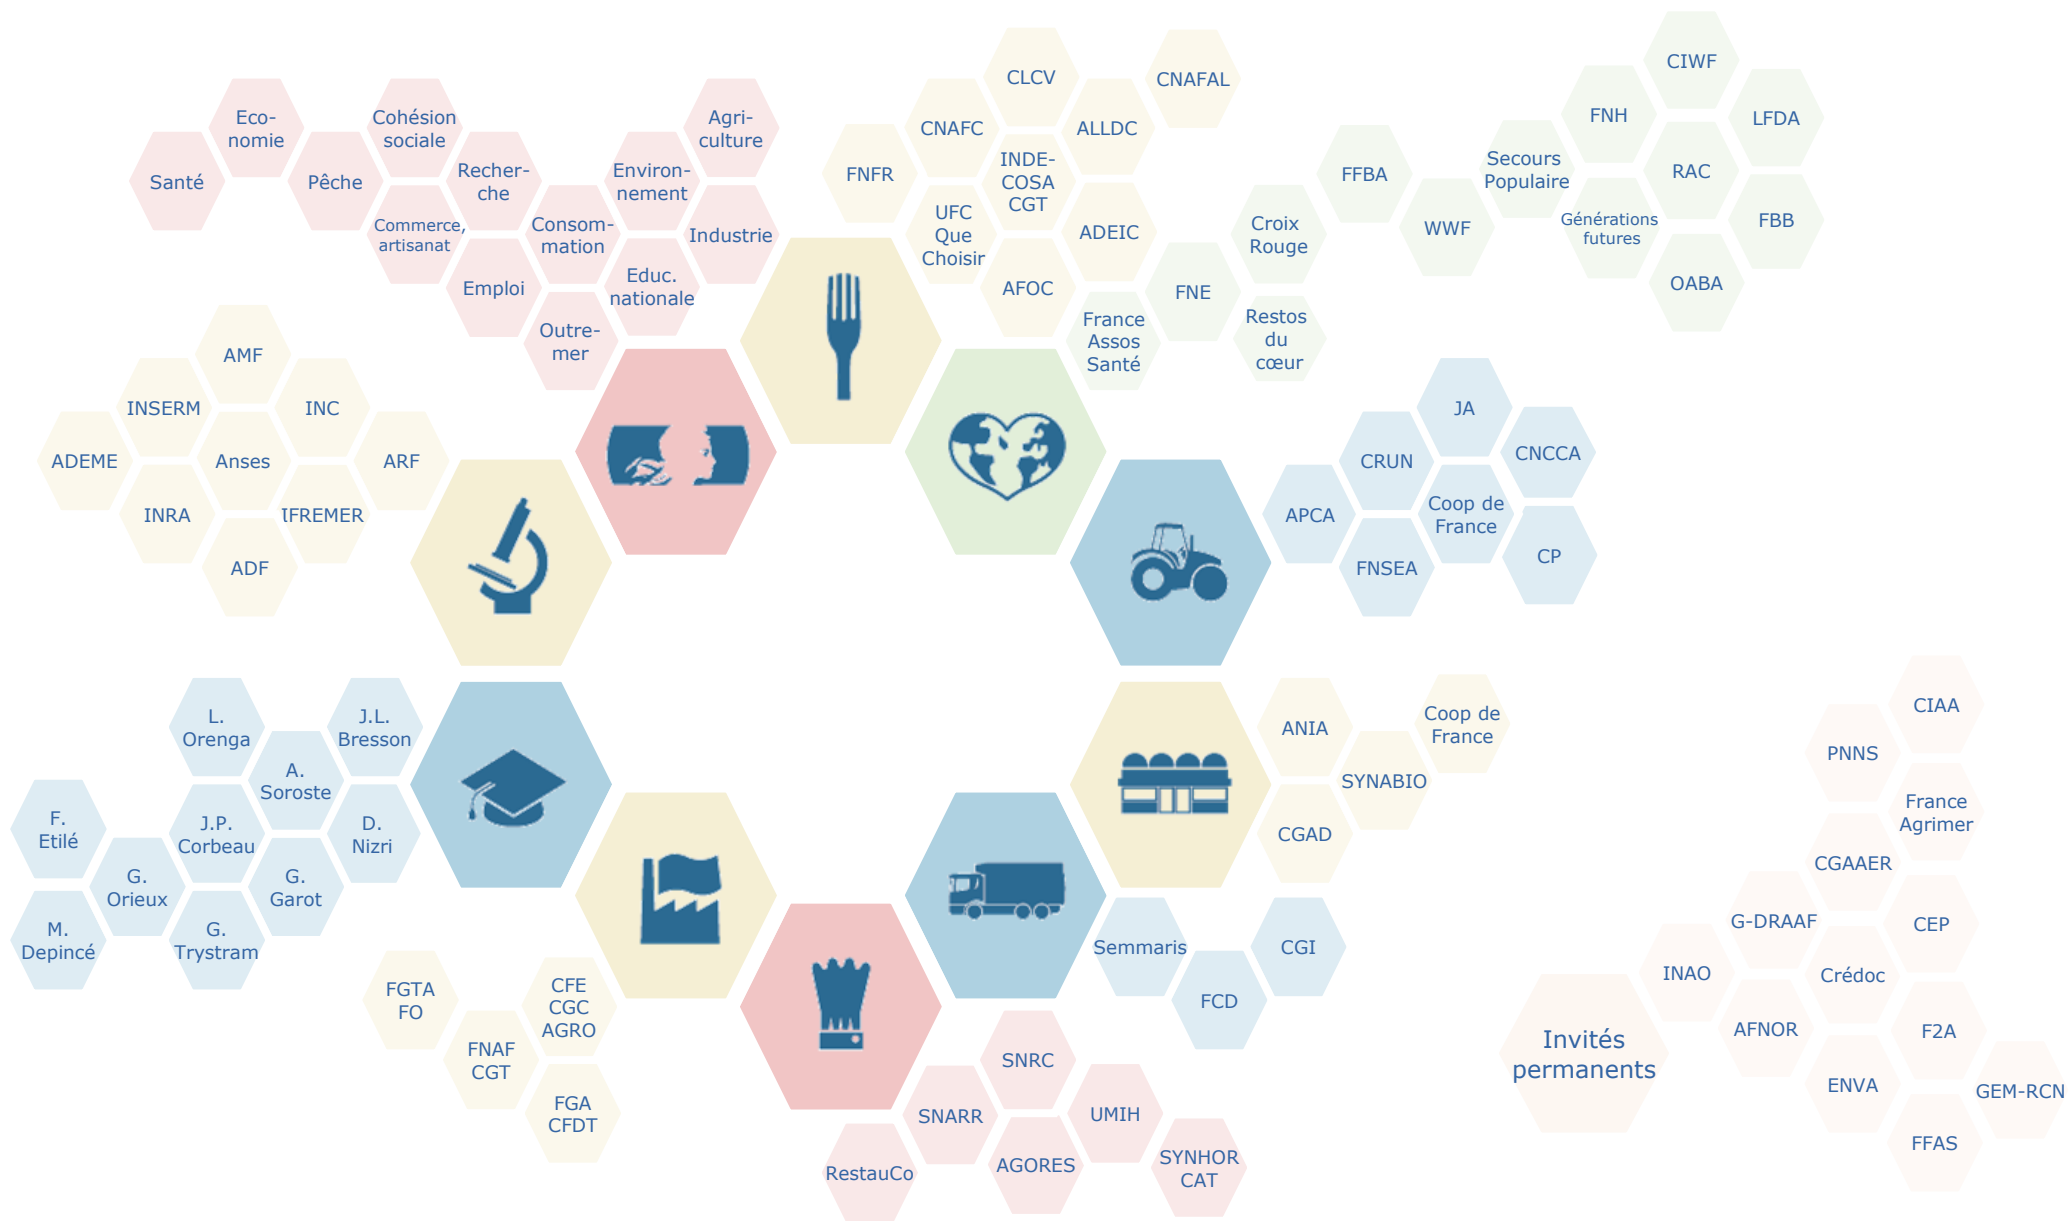 Santé
Eco-
nomie
Pêche
Cohésion
sociale
Commerce,
artisanat
Recher-
che
Emploi
Consom-
mation
Outre-
mer
Environ-
nement
Educ.
nationale
Agri-
culture
Industrie
FNFR
CNAFC
UFC
Que
Choisir
CLCV
INDE-
COSA
CGT
AFOC
ALLDC
ADEIC
CNAFAL
France
Assos
Santé
FNE
Croix
Rouge
Restos
du
cœur
FFBA
WWF
Secours
Populaire
FNH
Générations
futures
CIWF
RAC
OABA
LFDA
FBB
ADEME
INSERM
INRA
AMF
Anses
ADF
INC
IFREMER
ARF
APCA
CRUN
FNSEA
JA
Coop de
France
CNCCA
CP
L.
Orenga
J.L.
Bresson
A.
Soroste
F.
Etilé
J.P.
Corbeau
D.
Nizri
G.
Orieux
G.
Garot
M.
Depincé
G.
Trystram
ANIA
Coop de
France
SYNABIO
CGAD
Semmaris
CGI
FCD
FGTA
FO
CFE
CGC
AGRO
FNAF
CGT
FGA
CFDT
SNRC
SNARR
UMIH
RestauCo
AGORES
SYNHOR
CAT
Invités
permanents
INAO
G-DRAAF
AFNOR
PNNS
CGAAER
Crédoc
ENVA
CIAA
France
Agrimer
CEP
F2A
FFAS
GEM-RCN